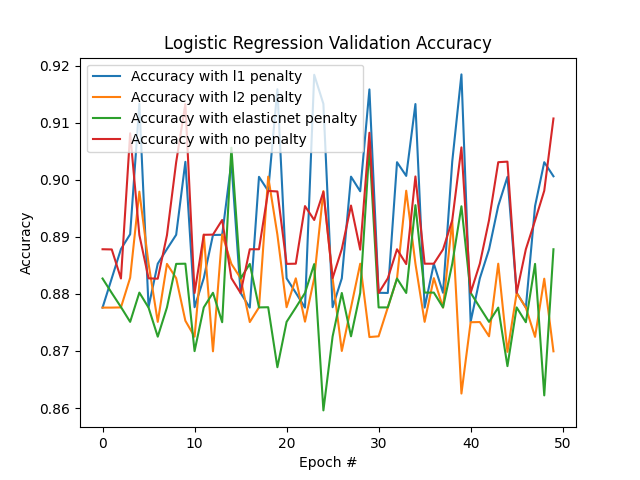 Logistic Regression Validation Accuracy
Accuracy with l1 penalty
Accuracy with l2 penalty
Accuracy with elasticnet penalty
Accuracy with no penalty
0.92
0.91
0.90
0.89
0.88
0.87
0.86
Accuracy
0 10 20 30 40 50
Epoch #